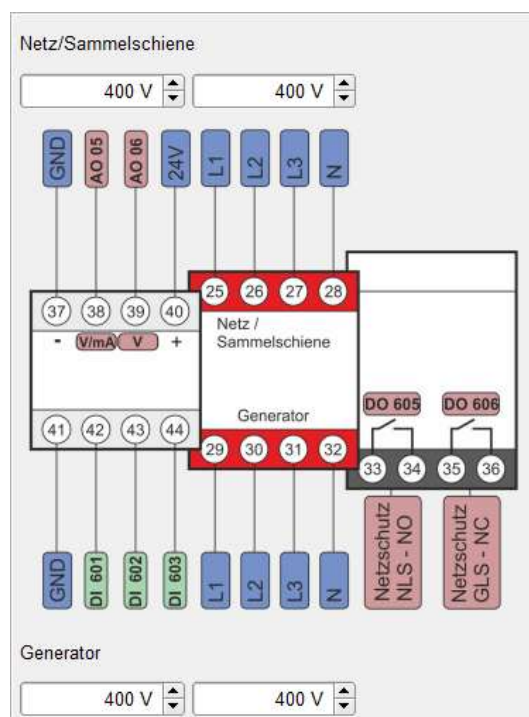 Netz/Sammelschiene
400 V 400 V
GND AO 05 AO 06 24V L1 L2 L3 N
25 26 27 28
37 38 39 40
- V/mA V +
Netz /
Sammelschiene
Generator
DO 605 DO 606
41 42 43 44
29 30 31 32
33 34 35 36
GND DI 601 DI 602 DI 603 L1 L2 L3 N
Netzschutz
NLS - NO
Netzschutz
GLS - NC
Generator
400 V 400 V